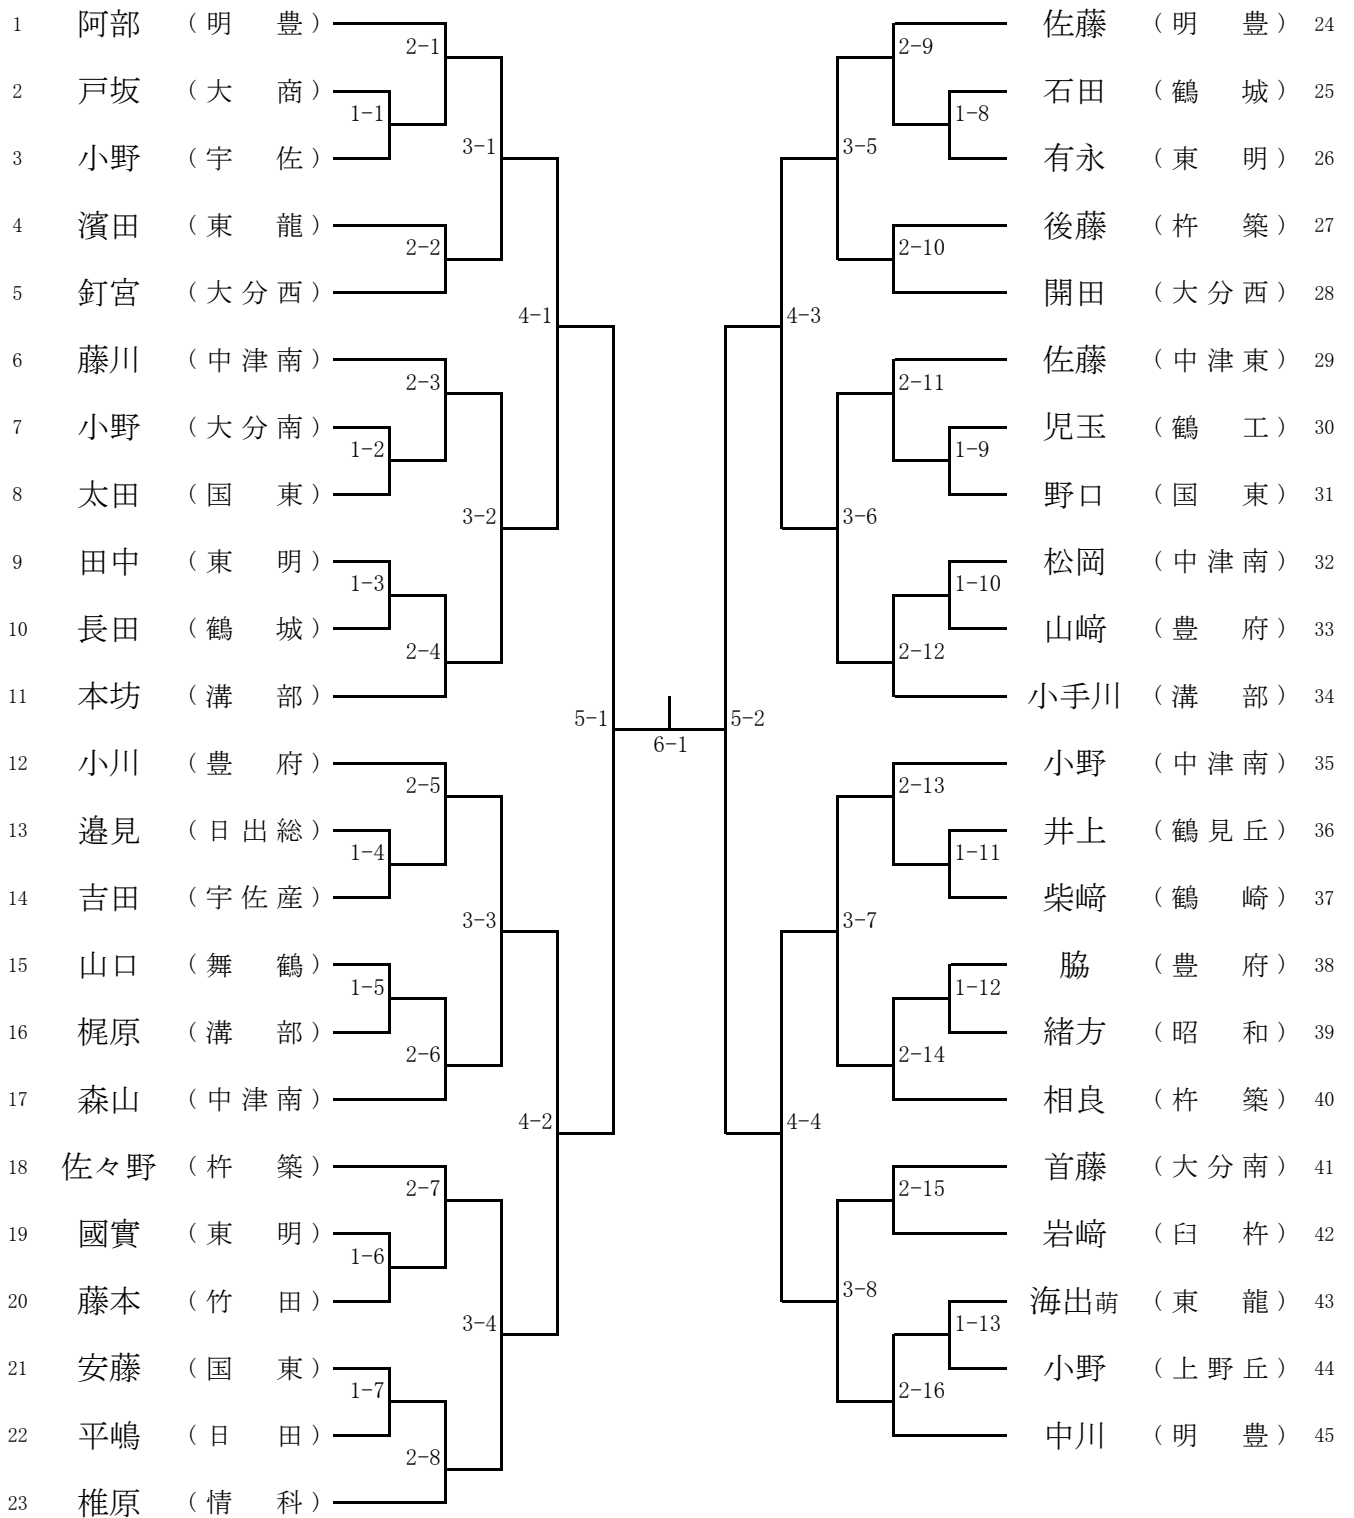 1 阿部 （明 豊） 2-1 2-9 佐藤 （明 豊） 24
2 戸坂 （大 商） 1-1 1-8 石田 （鶴 城） 25
3 小野 （宇 佐） 3-1 3-5 有永 （東 明） 26
4 濱田 （東 龍） 2-2 2-10 後藤 （杵 築） 27
5 釘宮 （大分西） 4-1 4-3 開田 （大分西） 28
6 藤川 （中津南） 2-3 2-11 佐藤 （中津東） 29
7 小野 （大分南） 1-2 1-9 児玉 （鶴 工） 30
8 太田 （国 東） 3-2 3-6 野口 （国 東） 31
9 田中 （東 明） 1-3 1-10 松岡 （中津南） 32
10 長田 （鶴 城） 2-4 2-12 山﨑 （豊 府） 33
11 本坊 （溝 部） 5-1 6-1 5-2 小手川 （溝 部） 34
12 小川 （豊 府） 2-5 2-13 小野 （中津南） 35
13 邉見 （日出総） 1-4 1-11 井上 （鶴見丘） 36
14 吉田 （宇佐産） 3-3 3-7 柴﨑 （鶴 崎） 37
15 山口 （舞 鶴） 1-5 1-12 脇 （豊 府） 38
16 梶原 （溝 部） 2-6 2-14 緒方 （昭 和） 39
17 森山 （中津南） 4-2 4-4 相良 （杵 築） 40
18 佐々野 （杵 築） 2-7 2-15 首藤 （大分南） 41
19 國實 （東 明） 1-6 岩﨑 （臼 杵） 42
20 藤本 （竹 田） 3-4 3-8 1-13 海出萌 （東 龍） 43
21 安藤 （国 東） 1-7 2-16 小野 （上野丘） 44
22 平嶋 （日 田） 2-8 中川 （明 豊） 45
23 椎原 （情 科）